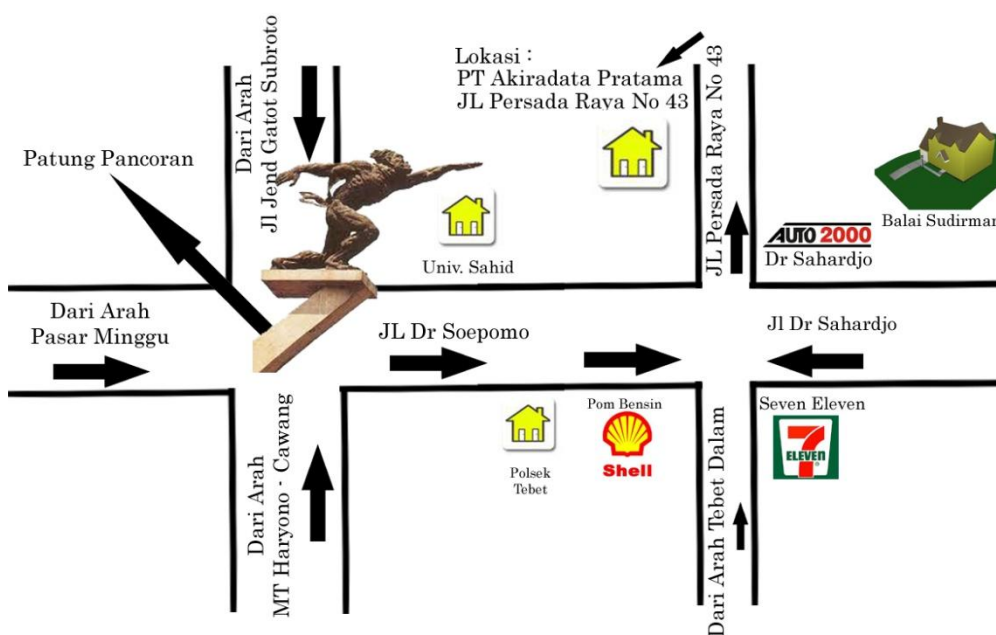 Lokasi :
PT Akiradata Pratama
JL Persada Raya No 43
Dari Arah
Jl Jend Gatot Subroto
Patung Pancoran
JL Persada Raya No 43
Univ. Sahid
AUTO 2000
Dr Sahardjo
Balai Sudirman
Dari Arah
Pasar Minggu
JL Dr Soepomo
Jl Dr Sahardjo
Dari Arah
MT Haryono - Cawang
Polsek
Tebet
Pom Bensin
Shell
Dari Arah Tebet Dalam
Seven Eleven
7
ELEVEN